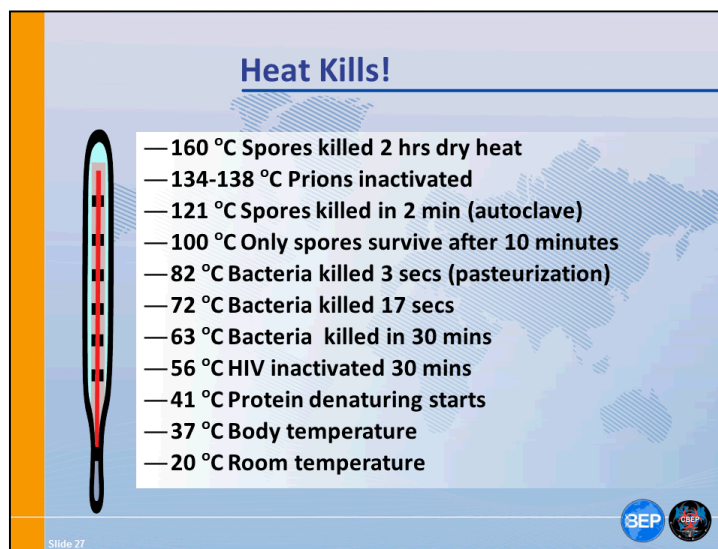 Heat Kills!
—160 °C Spores killed 2 hrs dry heat
—134-138 °C Prions inactivated
—121 °C Spores killed in 2 min (autoclave)
—100 °C Only spores survive after 10 minutes
—82 °C Bacteria killed 3 secs (pasteurization)
—72 °C Bacteria killed 17 secs
—63 °C Bacteria  killed in 30 mins
—56 °C HIV inactivated 30 mins
—41 °C Protein denaturing starts
—37 °C Body temperature
—20 °C Room temperature
BEP
CBEP
Slide 27